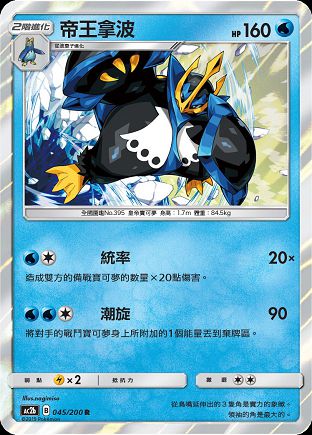 2階進化 帝王拿波 HP160
從波皇子進化
全國圖鑑No.395 皇帝寶可夢 身高:1.7m 體重:84.5kg
統率 20×
造成雙方的備戰寶可夢的數量×20點傷害。
潮旋 90
將對手的戰鬥寶可夢身上所附加的1個能量丟到棄牌區。
弱點 ×2 抵抗力 撤退
Illus.nagimiso
AC2b B 045/200 R
©2019 Pokémon
從鳥嘴延伸出的3隻角是實力的象徵。
領袖的角是最大的。